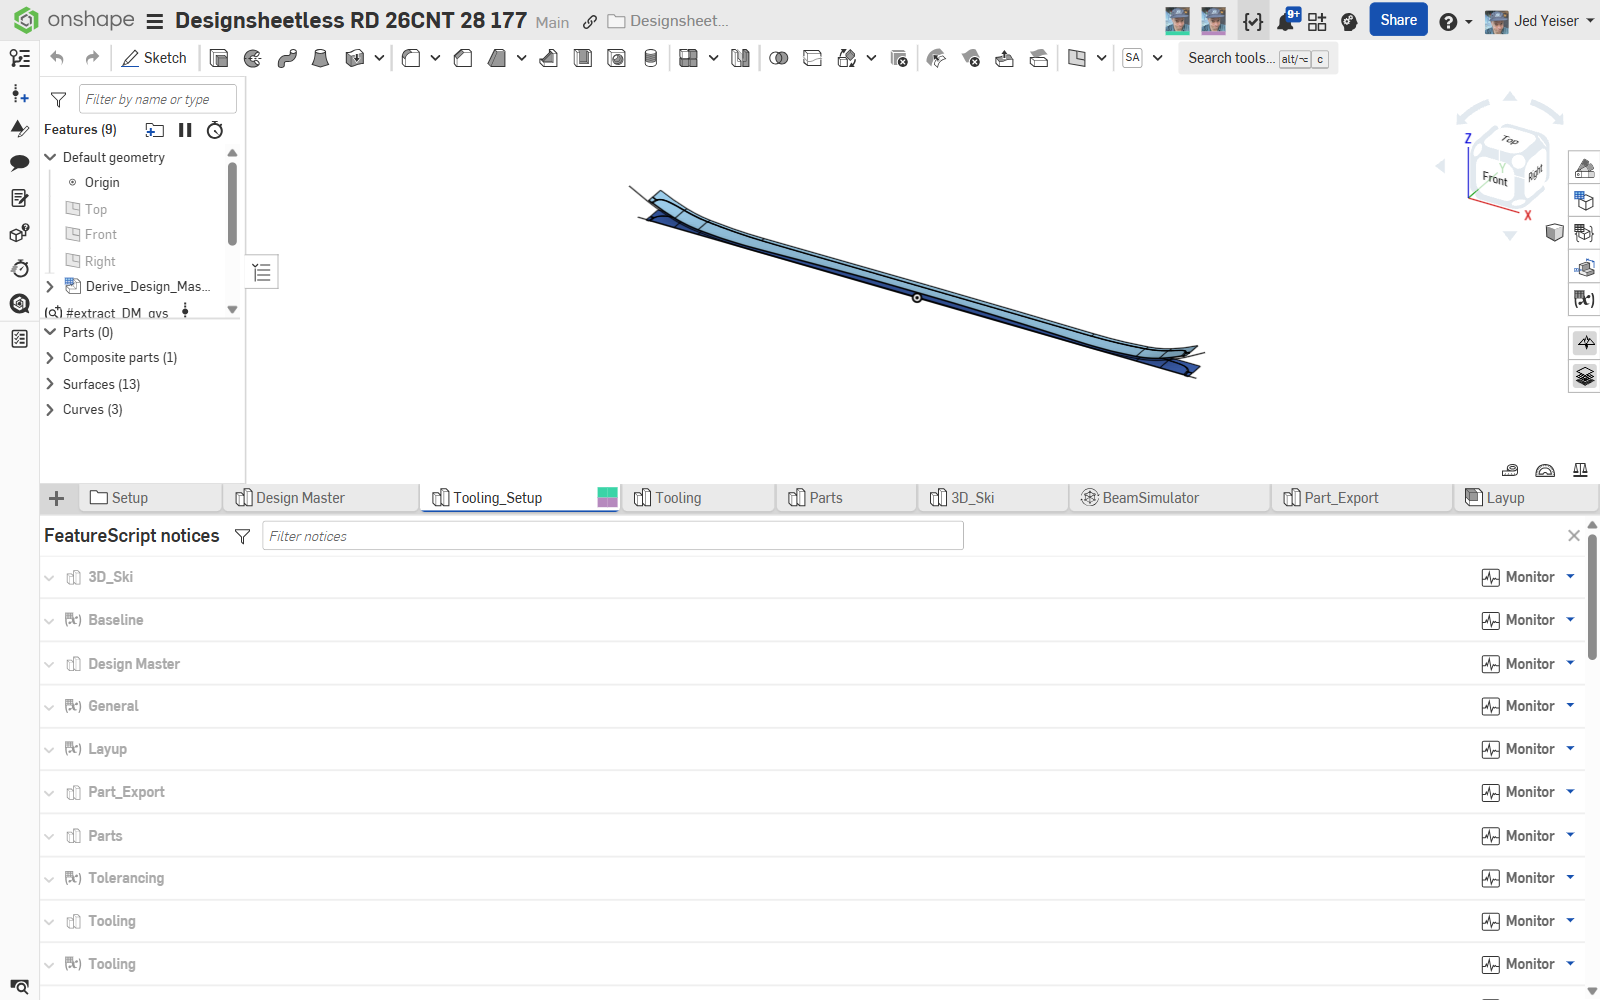 onshape
Designsheetless RD 26CNT 28 177
Main
Designsheet...
9+
Share
Jed Yeiser
Sketch
SA
Search tools...
alt/⌥
c
Filter by name or type
Features (9)
Default geometry
Origin
Top
Front
Right
Derive_Design_Mas...
#extract_DM_gvs
Parts (0)
Composite parts (1)
Surfaces (13)
Curves (3)
Z
Top
Y
Front
Right
X
Setup
Design Master
Tooling_Setup
Tooling
Parts
3D_Ski
BeamSimulator
Part_Export
Layup
FeatureScript notices
Filter notices
3D_Ski
Monitor
Baseline
Monitor
Design Master
Monitor
General
Monitor
Layup
Monitor
Part_Export
Monitor
Parts
Monitor
Tolerancing
Monitor
Tooling
Monitor
Tooling
Monitor